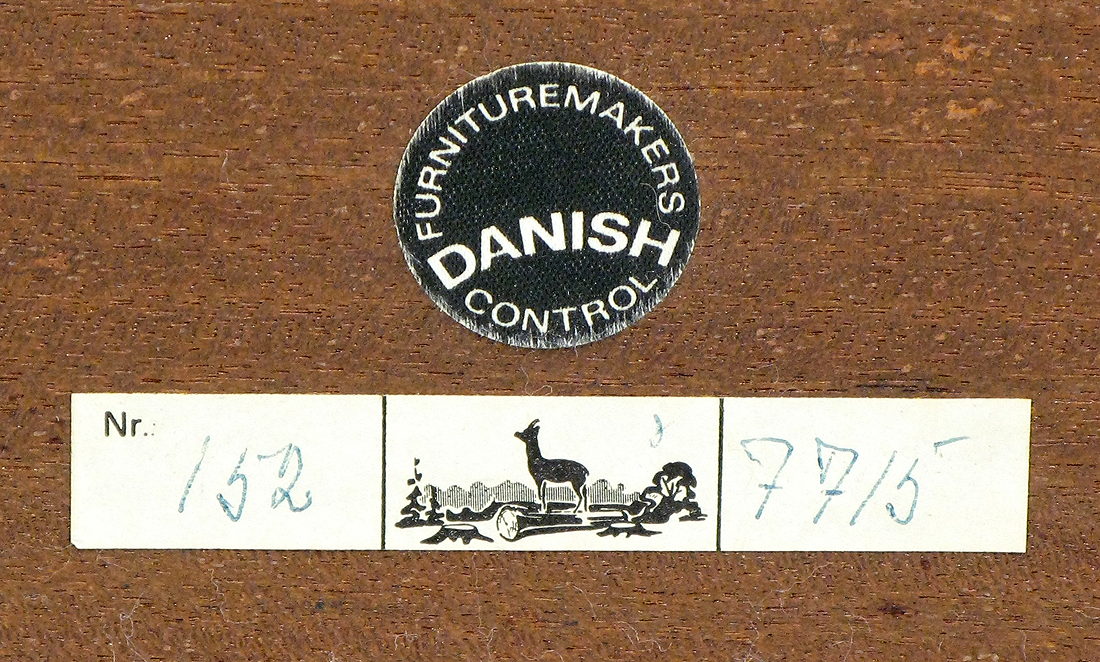 FURNITUREMAKERS
DANISH
CONTROL
Nr.: 152
77/5